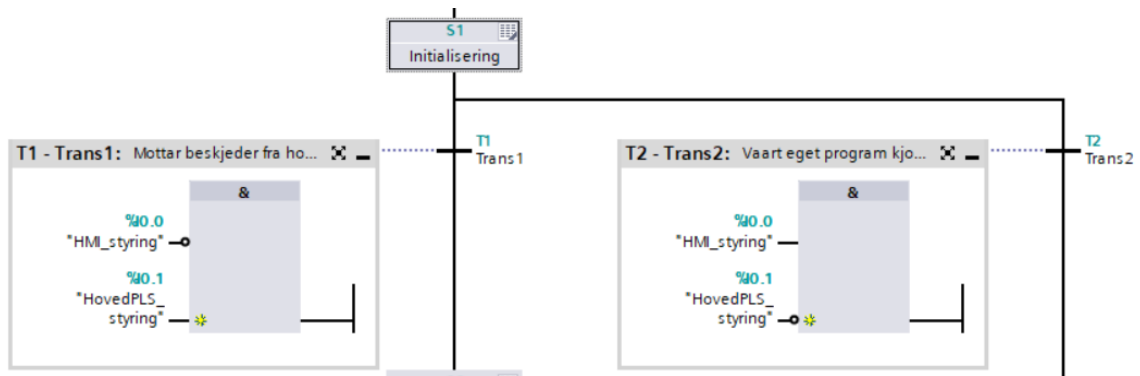 S1
Initialisering
T1 - Trans1: Mottar beskjeder fra ho...
T1
Trans1
&
%I0.0
"HMI_styring"
%I0.1
"HovedPLS_
styring"
T2 - Trans2: Vaart eget program kjo...
T2
Trans2
&
%I0.0
"HMI_styring"
%I0.1
"HovedPLS_
styring"